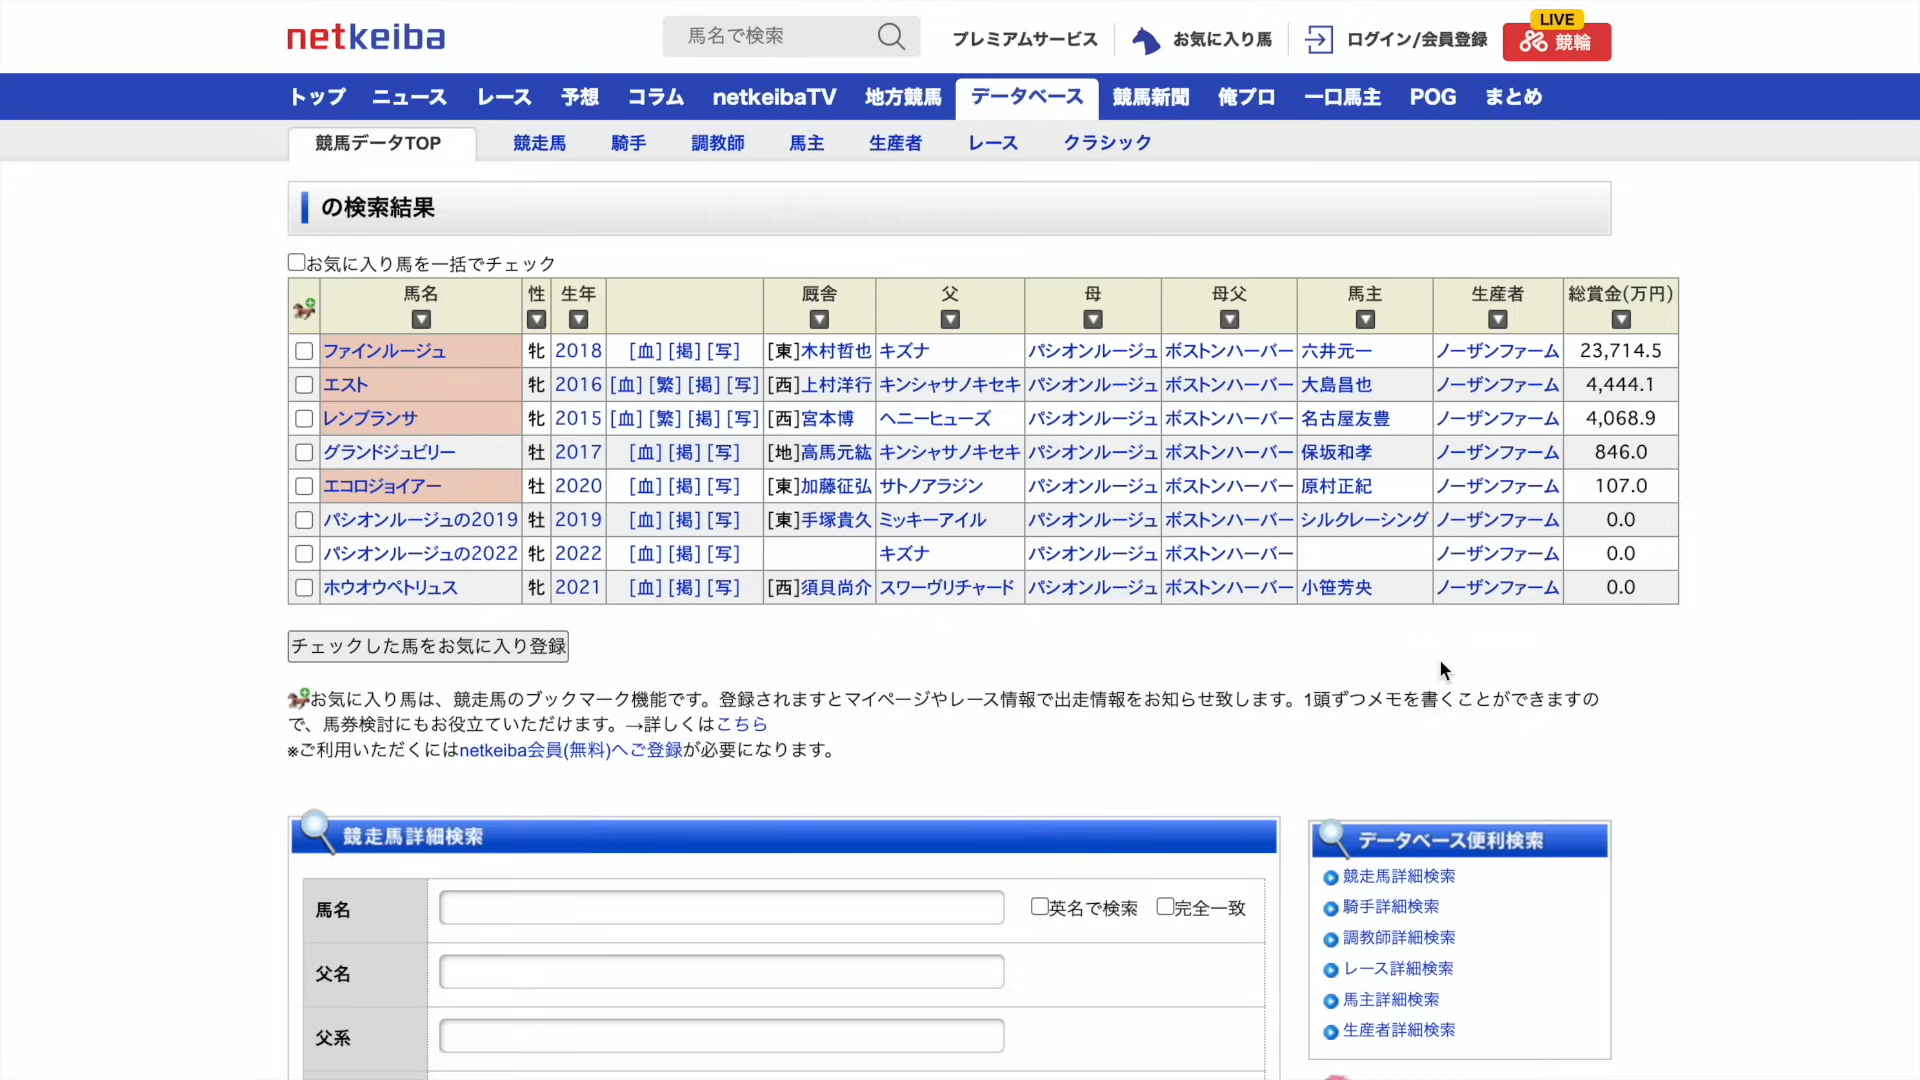 netkeiba
馬名で検索
プレミアムサービス
お気に入り馬
ログイン/会員登録
LIVE
競輪
トップ ニュース レース 予想 コラム netkeibaTV 地方競馬 データベース 競馬新聞 俺プロ 一口馬主 POG まとめ
競馬データTOP 競走馬 騎手 調教師 馬主 生産者 レース クラシック
の検索結果
お気に入り馬を一括でチェック
馬名 性 生年 厩舎 父 母 母父 馬主 生産者 総賞金(万円)
ファインルージュ 牝 2018 [血] [掲] [写] [東]木村哲也 キズナ パシオンルージュ ボストンハーバー 六井元一 ノーザンファーム 23,714.5
エスト 牝 2016 [血] [繁] [掲] [写] [西]上村洋行 キンシャサノキセキ パシオンルージュ ボストンハーバー 大島昌也 ノーザンファーム 4,444.1
レンブランサ 牝 2015 [血] [繁] [掲] [写] [西]宮本博 ヘニーヒューズ パシオンルージュ ボストンハーバー 名古屋友豊 ノーザンファーム 4,068.9
グランドジュビリー 牡 2017 [血] [掲] [写] [地]高馬元紘 キンシャサノキセキ パシオンルージュ ボストンハーバー 保坂和孝 ノーザンファーム 846.0
エコロジョイアー 牡 2020 [血] [掲] [写] [東]加藤征弘 サトノアラジン パシオンルージュ ボストンハーバー 原村正紀 ノーザンファーム 107.0
パシオンルージュの2019 牡 2019 [血] [掲] [写] [東]手塚貴久 ミッキーアイル パシオンルージュ ボストンハーバー シルクレーシング ノーザンファーム 0.0
パシオンルージュの2022 牝 2022 [血] [掲] [写] キズナ パシオンルージュ ボストンハーバー ノーザンファーム 0.0
ホウオウペトリュス 牝 2021 [血] [掲] [写] [西]須貝尚介 スワーヴリチャード パシオンルージュ ボストンハーバー 小笹芳央 ノーザンファーム 0.0
チェックした馬をお気に入り登録
お気に入り馬は、競走馬のブックマーク機能です。登録されますとマイページやレース情報で出走情報をお知らせ致します。1頭ずつメモを書くことができますの
で、馬券検討にもお役立ていただけます。→詳しくはこちら
※ご利用いただくにはnetkeiba会員(無料)へご登録が必要になります。
競走馬詳細検索
馬名
英名で検索 完全一致
父名
父系
データベース便利検索
競走馬詳細検索
騎手詳細検索
調教師詳細検索
レース詳細検索
馬主詳細検索
生産者詳細検索